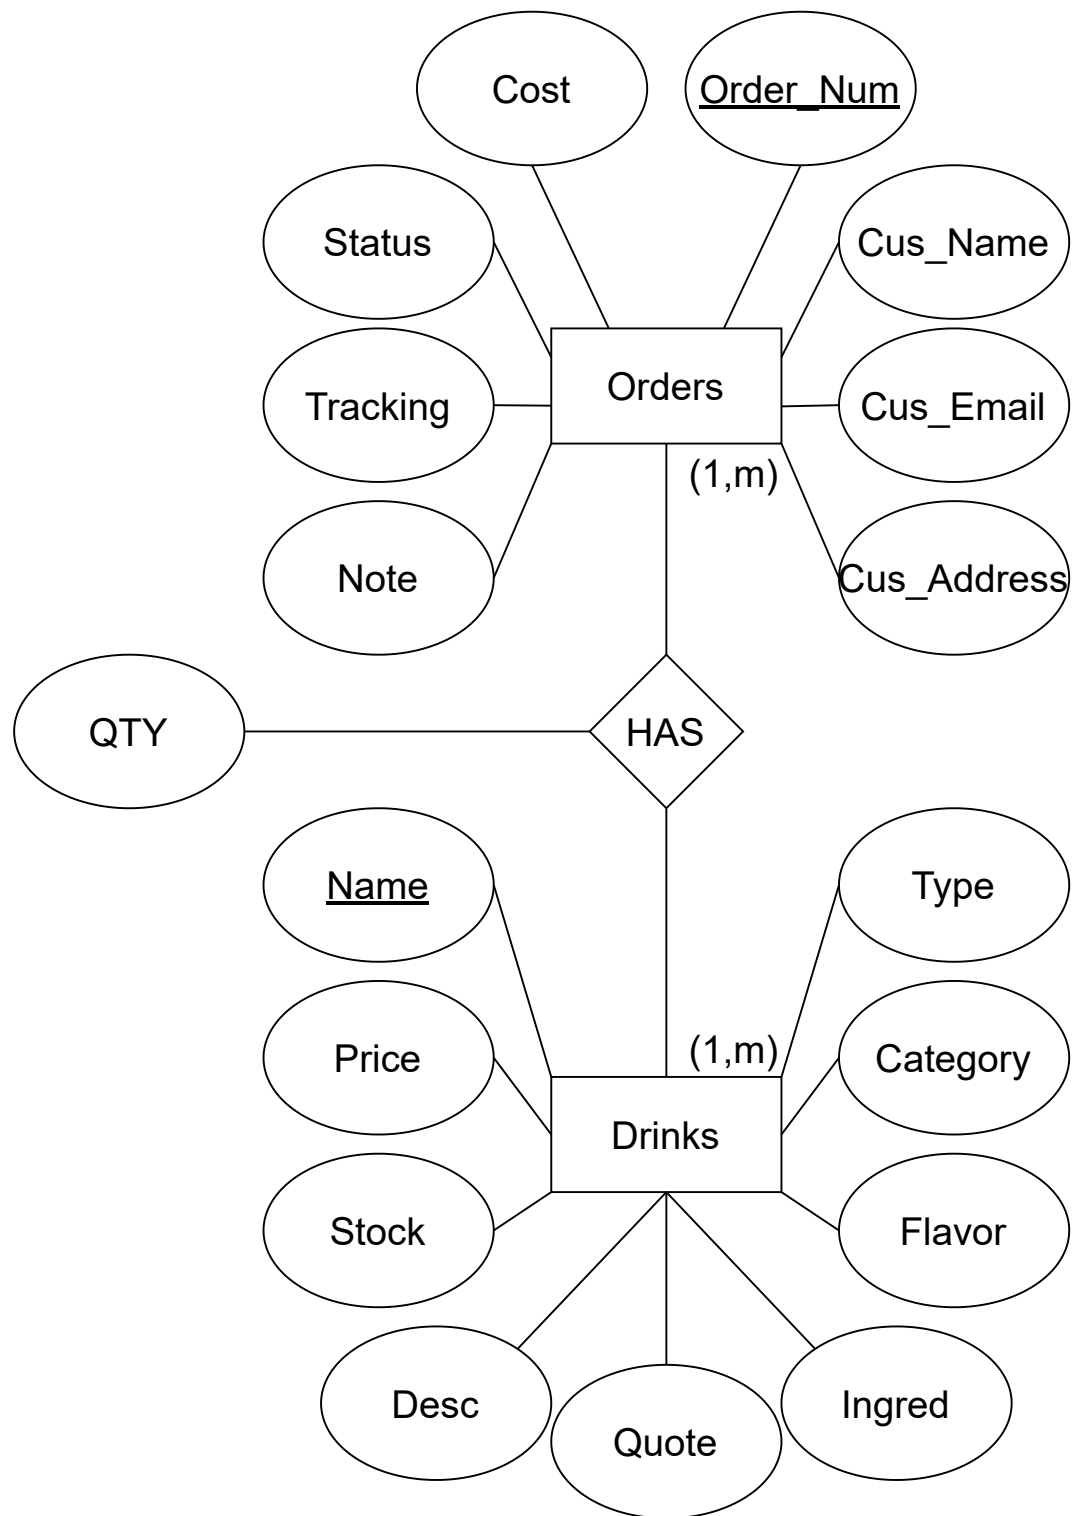 Cost
Order_Num
Status
Cus_Name
Orders
Tracking
Cus_Email
(1,m)
Note
Cus_Address
QTY
HAS
Name
Type
(1,m)
Price
Category
Drinks
Stock
Flavor
Desc
Ingred
Quote